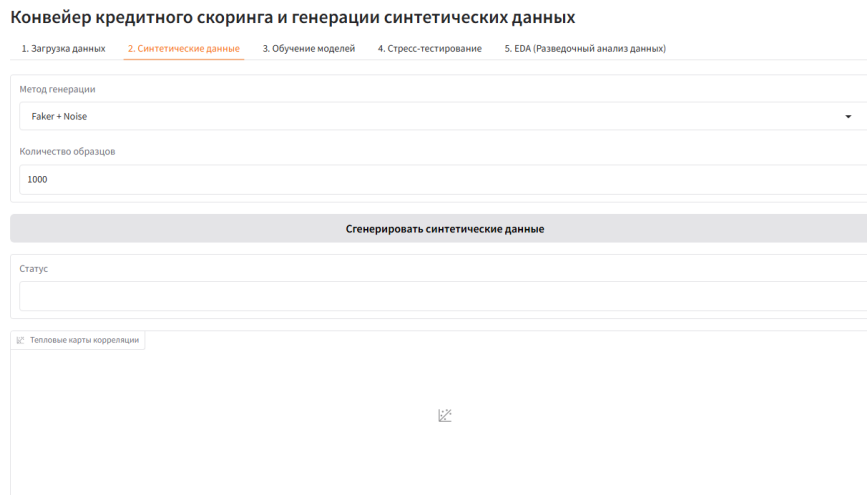 Конвейер кредитного скоринга и генерации синтетических данных
1. Загрузка данных 2. Синтетические данные 3. Обучение моделей 4. Стресс-тестирование 5. EDA (Разведочный анализ данных)
Метод генерации
Faker + Noise
Количество образцов
1000
Сгенерировать синтетические данные
Статус
Тепловые карты корреляции